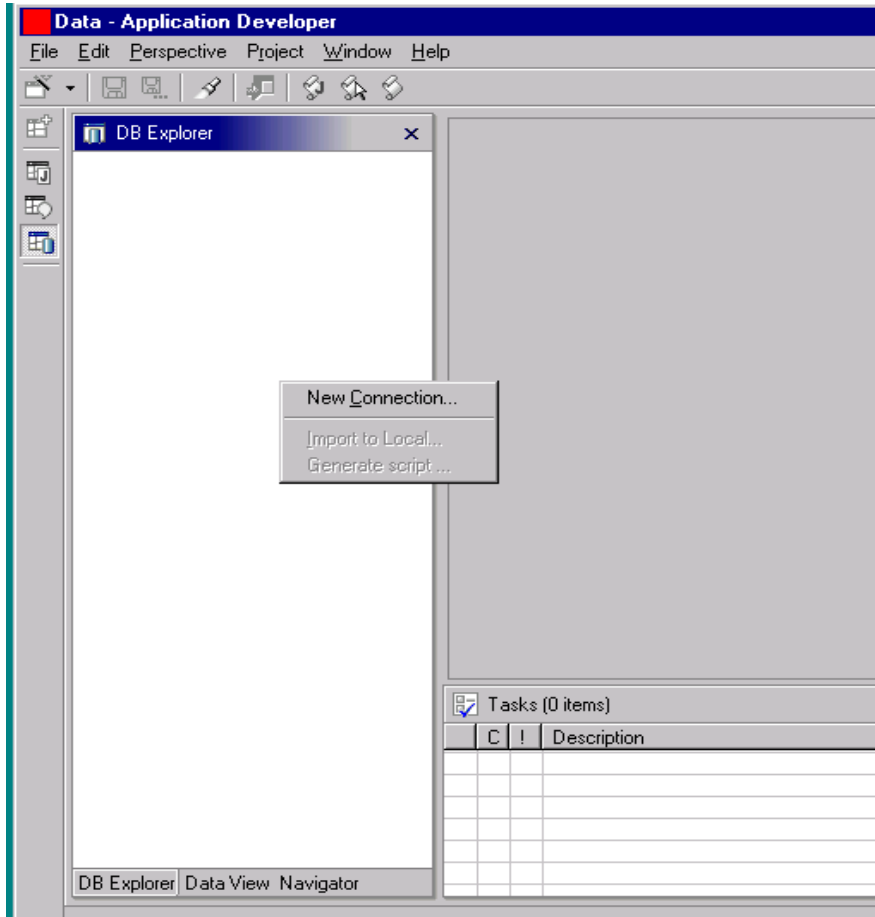 Data - Application Developer
File Edit Perspective Project Window Help
DB Explorer
New Connection...
Import to Local...
Generate script ...
Tasks (0 items)
C ! Description
DB Explorer Data View Navigator